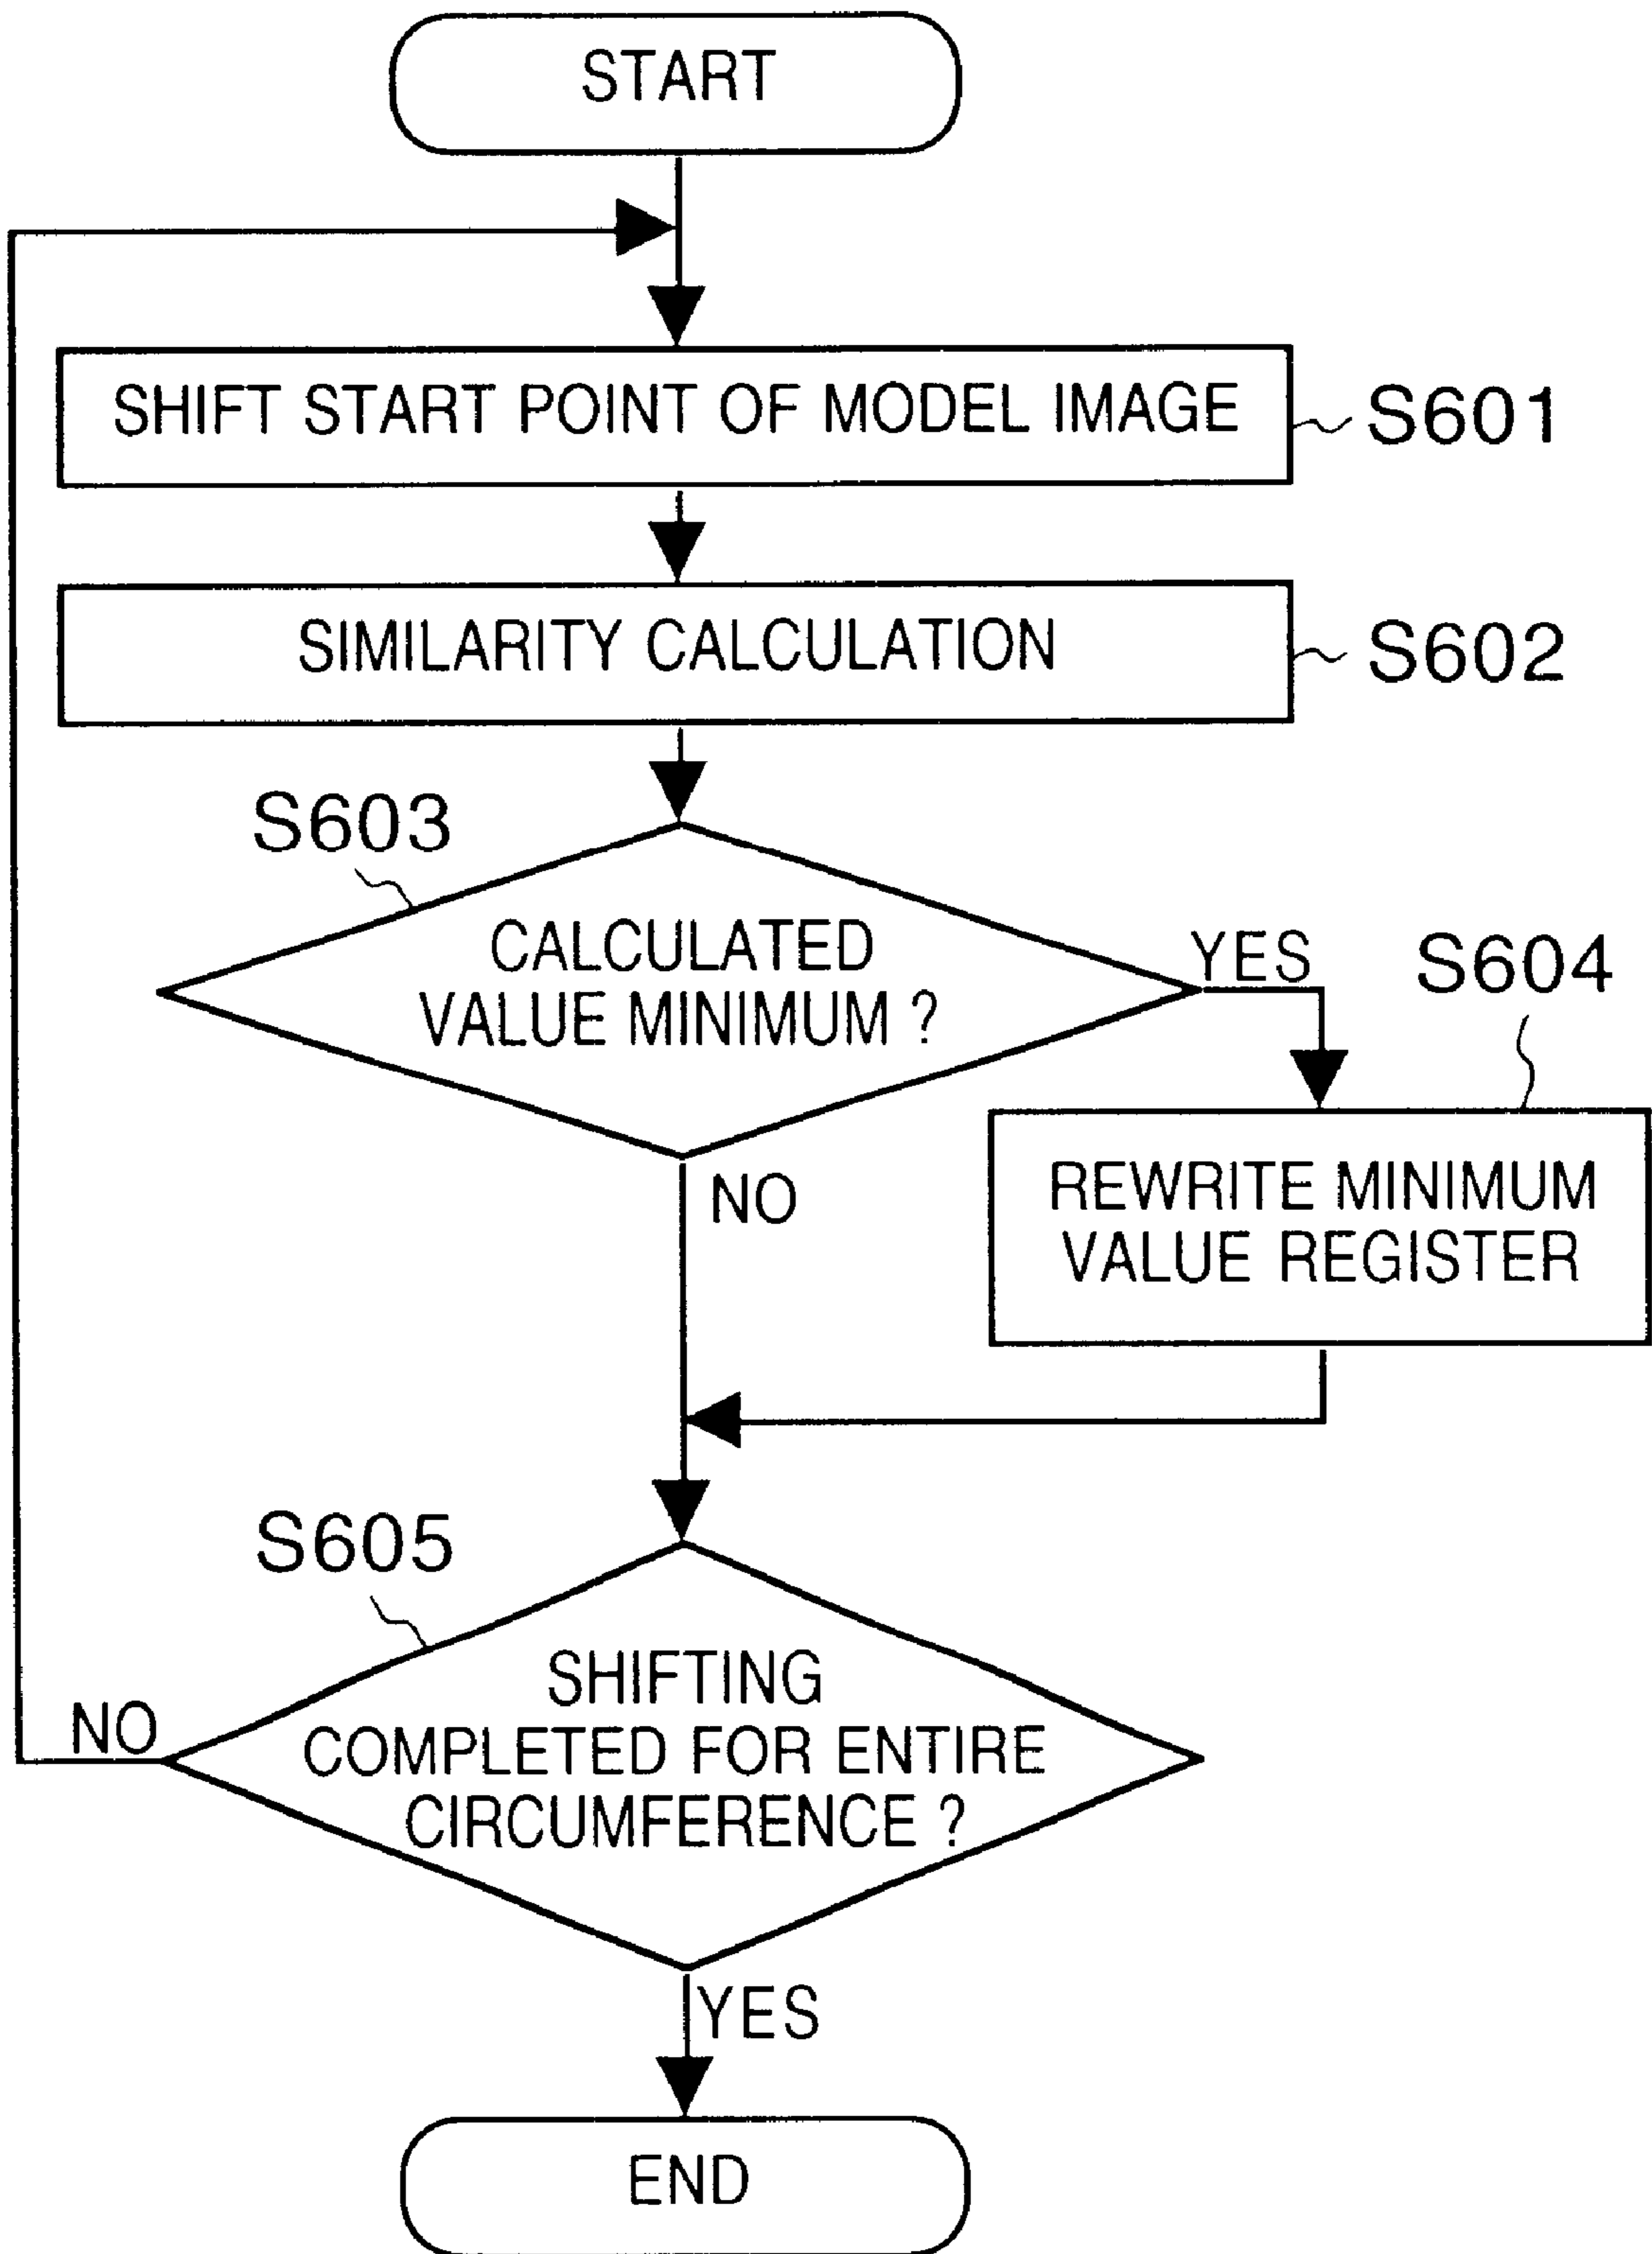 START
SHIFT START POINT OF MODEL IMAGE
S601
SIMILARITY CALCULATION
S602
S603
CALCULATED
VALUE MINIMUM ?
YES
S604
NO
REWRITE MINIMUM
VALUE REGISTER
S605
SHIFTING
COMPLETED FOR ENTIRE
CIRCUMFERENCE ?
NO
YES
END